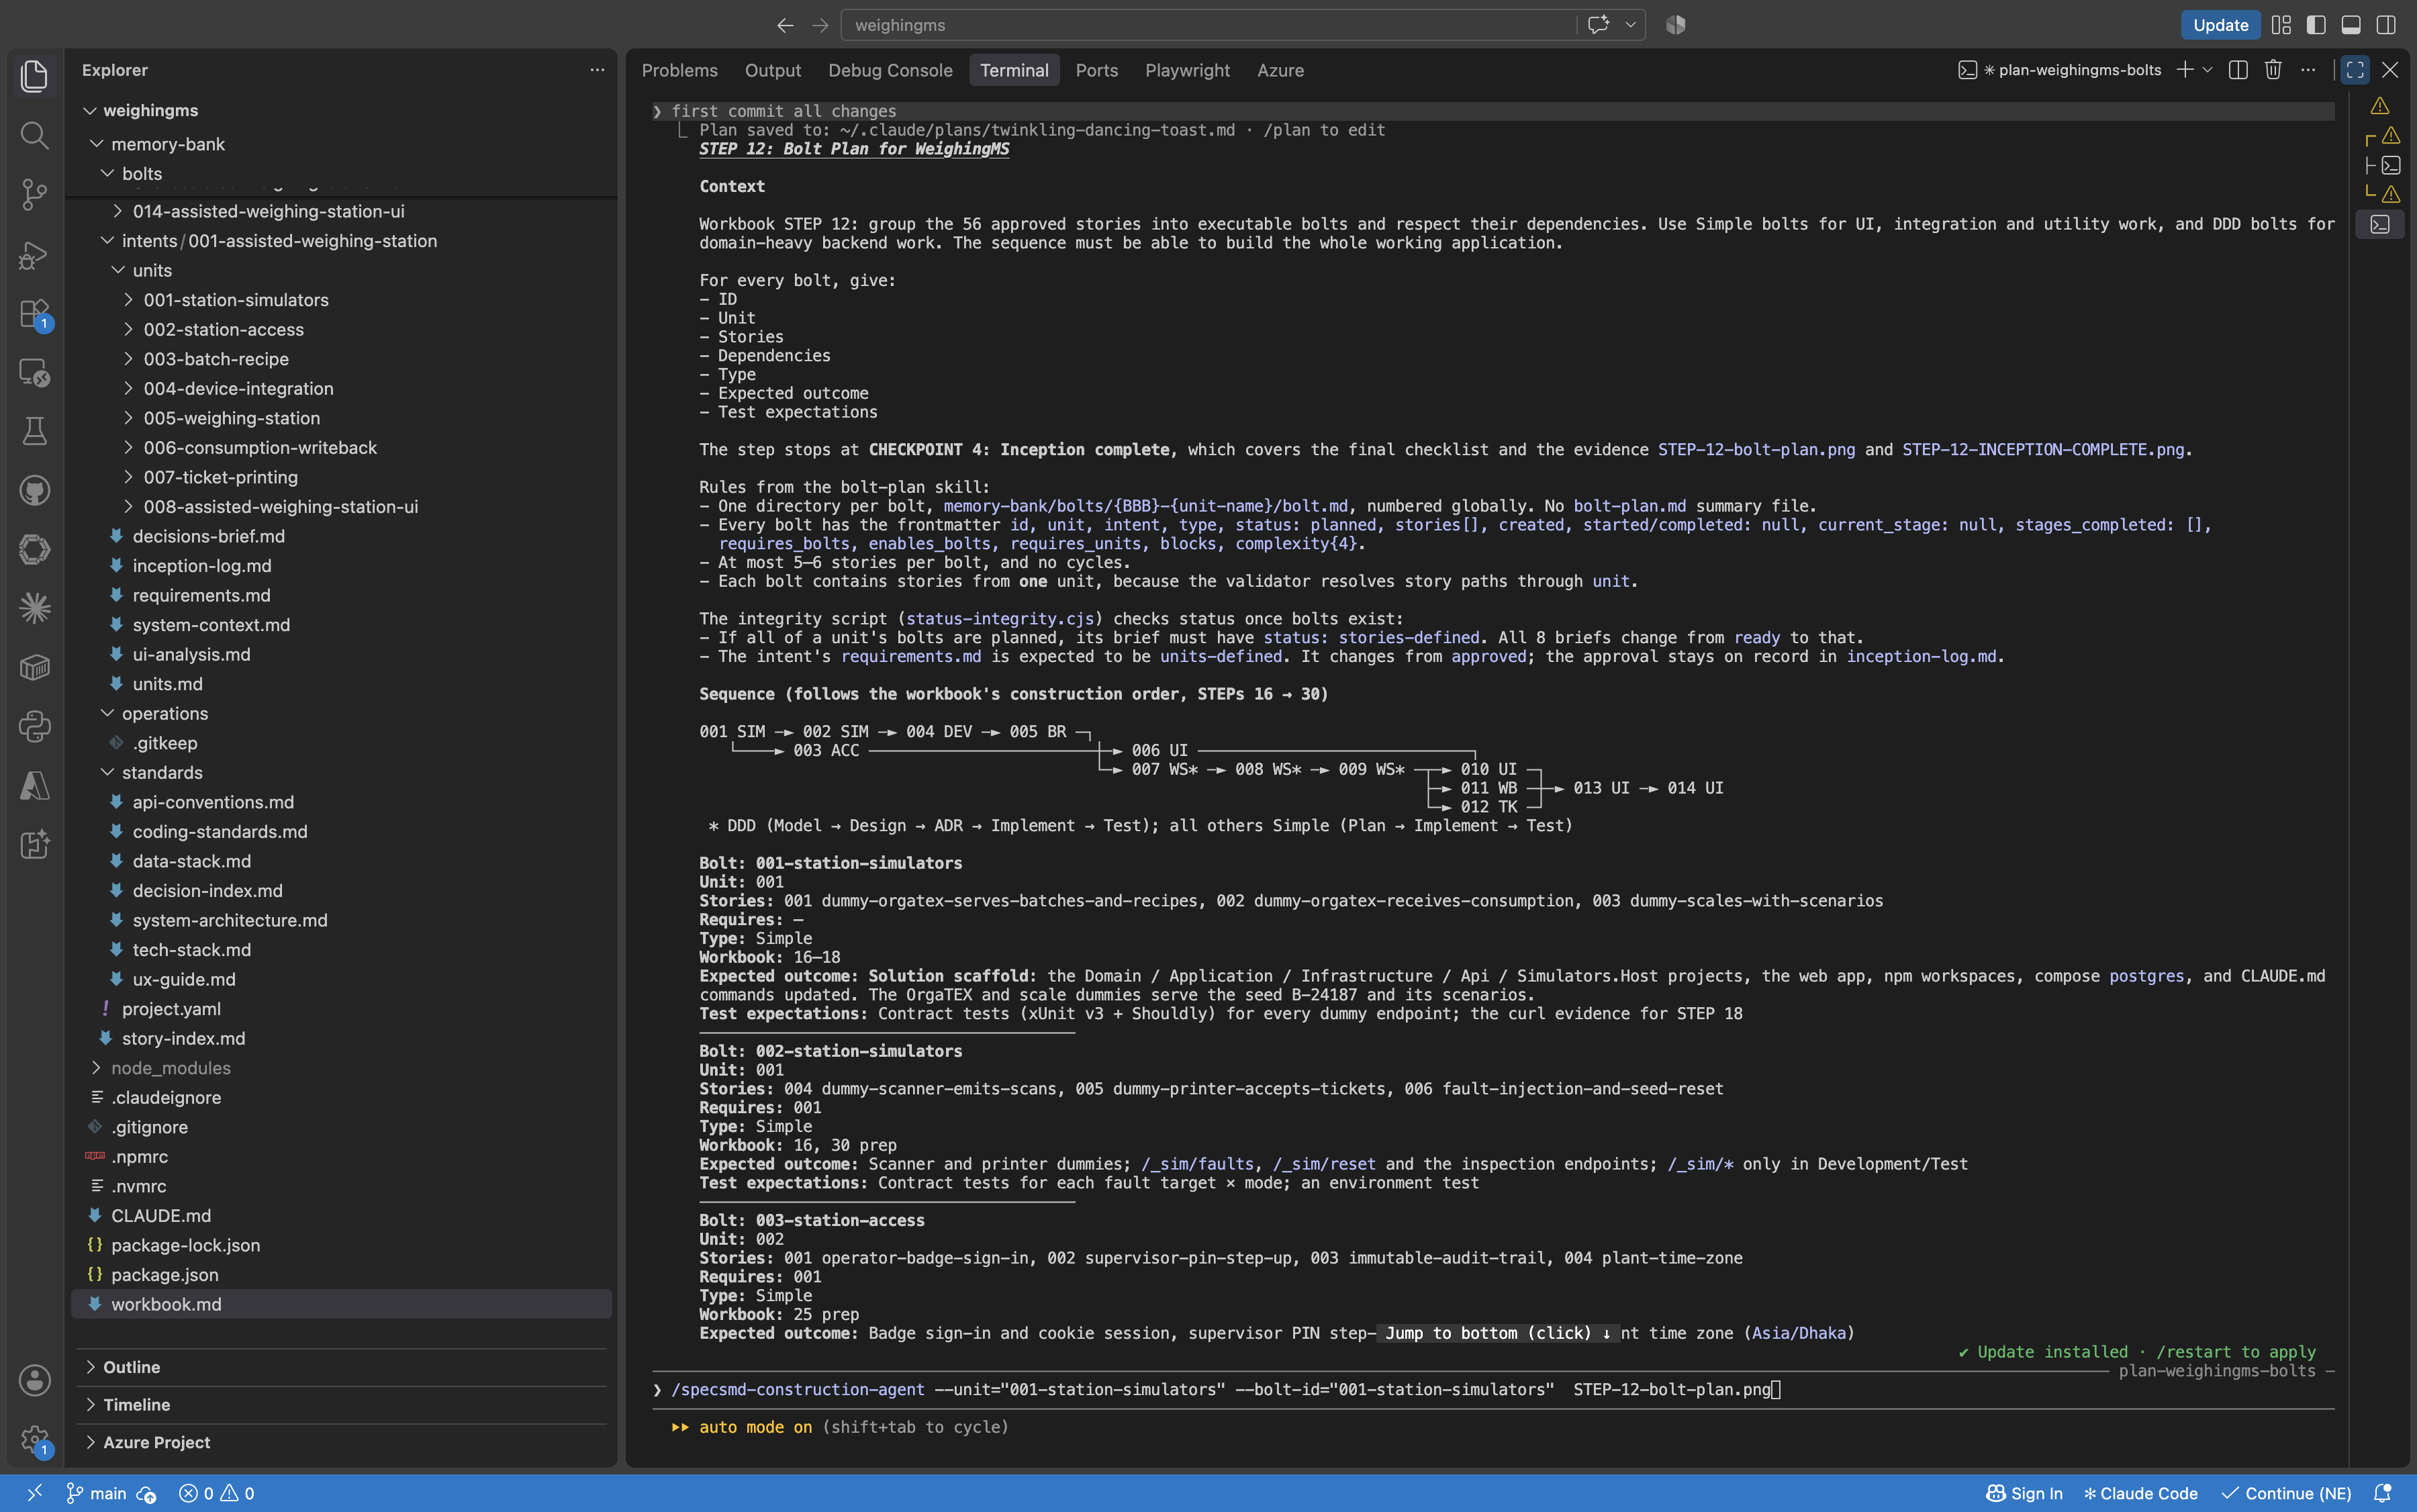 weighingms
Update
Explorer
weighingms
memory-bank
bolts
014-assisted-weighing-station-ui
intents/001-assisted-weighing-station
units
001-station-simulators
002-station-access
003-batch-recipe
004-device-integration
005-weighing-station
006-consumption-writeback
007-ticket-printing
008-assisted-weighing-station-ui
decisions-brief.md
inception-log.md
requirements.md
system-context.md
ui-analysis.md
units.md
operations
.gitkeep
standards
api-conventions.md
coding-standards.md
data-stack.md
decision-index.md
system-architecture.md
tech-stack.md
ux-guide.md
project.yaml
story-index.md
node_modules
.claudeignore
.gitignore
.npmrc
.nvmrc
CLAUDE.md
package-lock.json
package.json
workbook.md
Outline
Timeline
Azure Project
1
1
Problems Output Debug Console Terminal Ports Playwright Azure
✳ plan-weighingms-bolts
❯ first commit all changes
Plan saved to: ~/.claude/plans/twinkling-dancing-toast.md · /plan to edit
STEP 12: Bolt Plan for WeighingMS
Context
Workbook STEP 12: group the 56 approved stories into executable bolts and respect their dependencies. Use Simple bolts for UI, integration and utility work, and DDD bolts for
domain-heavy backend work. The sequence must be able to build the whole working application.
For every bolt, give:
- ID
- Unit
- Stories
- Dependencies
- Type
- Expected outcome
- Test expectations
The step stops at CHECKPOINT 4: Inception complete, which covers the final checklist and the evidence STEP-12-bolt-plan.png and STEP-12-INCEPTION-COMPLETE.png.
Rules from the bolt-plan skill:
- One directory per bolt, memory-bank/bolts/{BBB}-{unit-name}/bolt.md, numbered globally. No bolt-plan.md summary file.
- Every bolt has the frontmatter id, unit, intent, type, status: planned, stories[], created, started/completed: null, current_stage: null, stages_completed: [],
requires_bolts, enables_bolts, requires_units, blocks, complexity{4}.
- At most 5–6 stories per bolt, and no cycles.
- Each bolt contains stories from one unit, because the validator resolves story paths through unit.
The integrity script (status-integrity.cjs) checks status once bolts exist:
- If all of a unit's bolts are planned, its brief must have status: stories-defined. All 8 briefs change from ready to that.
- The intent's requirements.md is expected to be units-defined. It changes from approved; the approval stays on record in inception-log.md.
Sequence (follows the workbook's construction order, STEPs 16 → 30)
001 SIM ─► 002 SIM ─► 004 DEV ─► 005 BR ─┐
└────► 003 ACC ─────────────────────────┼─► 006 UI ─────────────────────────────┐
└─► 007 WS* ─► 008 WS* ─► 009 WS* ─┬─► 010 UI ─┐
├─► 011 WB ─┼─► 013 UI ─► 014 UI
└─► 012 TK ─┘
* DDD (Model → Design → ADR → Implement → Test); all others Simple (Plan → Implement → Test)
Bolt: 001-station-simulators
Unit: 001
Stories: 001 dummy-orgatex-serves-batches-and-recipes, 002 dummy-orgatex-receives-consumption, 003 dummy-scales-with-scenarios
Requires: —
Type: Simple
Workbook: 16–18
Expected outcome: Solution scaffold: the Domain / Application / Infrastructure / Api / Simulators.Host projects, the web app, npm workspaces, compose postgres, and CLAUDE.md
commands updated. The OrgaTEX and scale dummies serve the seed B-24187 and its scenarios.
Test expectations: Contract tests (xUnit v3 + Shouldly) for every dummy endpoint; the curl evidence for STEP 18
Bolt: 002-station-simulators
Unit: 001
Stories: 004 dummy-scanner-emits-scans, 005 dummy-printer-accepts-tickets, 006 fault-injection-and-seed-reset
Requires: 001
Type: Simple
Workbook: 16, 30 prep
Expected outcome: Scanner and printer dummies; /_sim/faults, /_sim/reset and the inspection endpoints; /_sim/* only in Development/Test
Test expectations: Contract tests for each fault target × mode; an environment test
Bolt: 003-station-access
Unit: 002
Stories: 001 operator-badge-sign-in, 002 supervisor-pin-step-up, 003 immutable-audit-trail, 004 plant-time-zone
Requires: 001
Type: Simple
Workbook: 25 prep
Expected outcome: Badge sign-in and cookie session, supervisor PIN step- Jump to bottom (click) ↓ nt time zone (Asia/Dhaka)
✔ Update installed · /restart to apply
plan-weighingms-bolts
❯ /specsmd-construction-agent --unit="001-station-simulators" --bolt-id="001-station-simulators" STEP-12-bolt-plan.png
▸▸ auto mode on (shift+tab to cycle)
main 0 0 Sign In Claude Code Continue (NE)